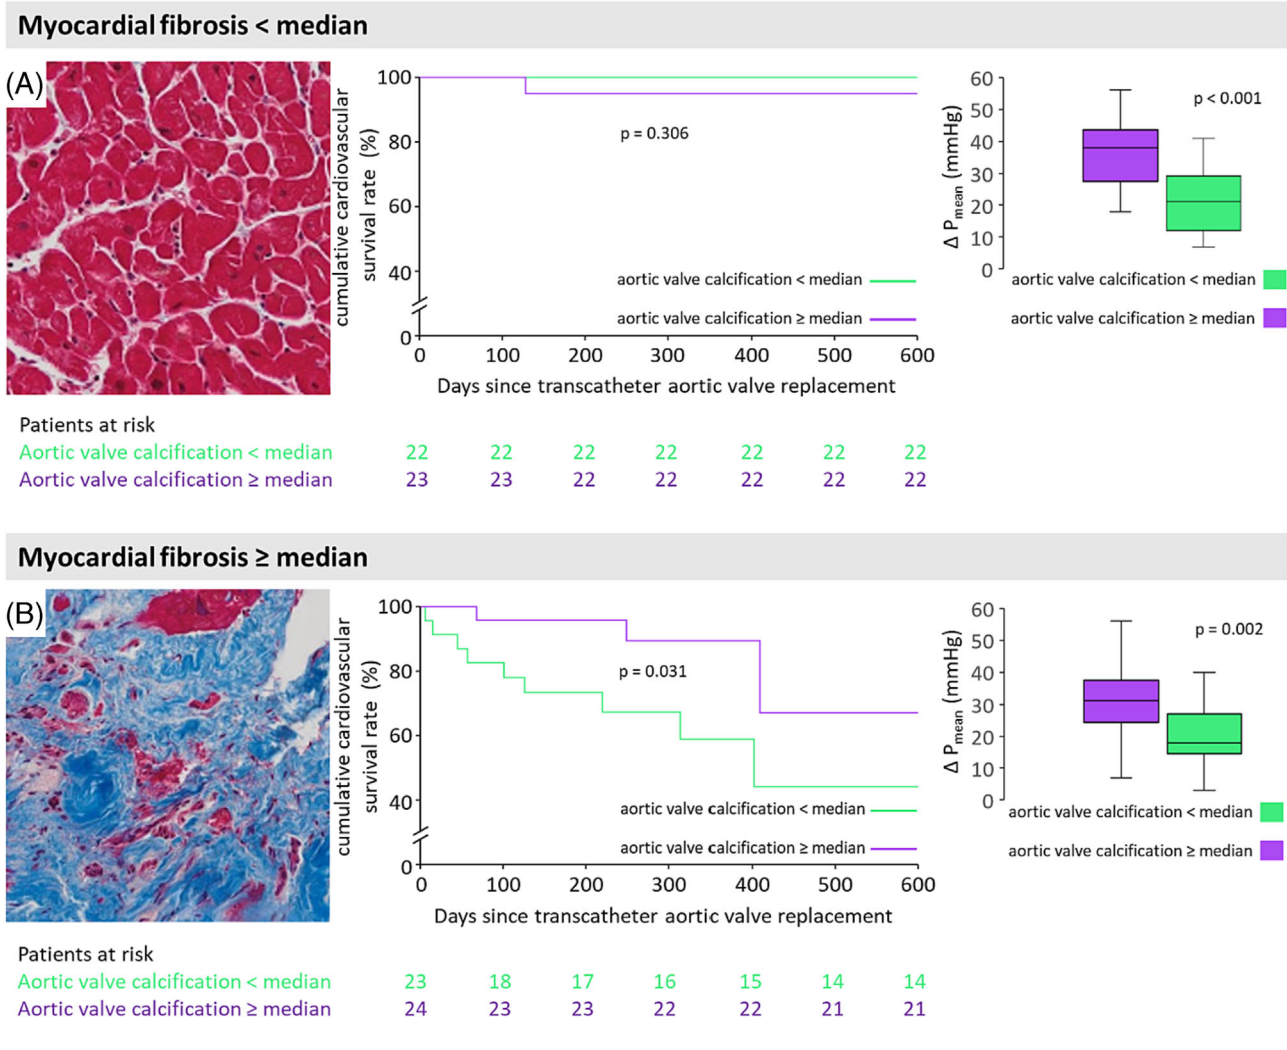 Myocardial fibrosis < median
(A)
cumulative cardiovascular
survival rate (%)
100
80
60
40
0
p = 0.306
aortic valve calcification < median
aortic valve calcification ≥ median
0 100 200 300 400 500 600
Days since transcatheter aortic valve replacement
Δ Pmean (mmHg)
60
50
40
30
20
10
0
p < 0.001
aortic valve calcification < median
aortic valve calcification ≥ median
Patients at risk
Aortic valve calcification < median 22 22 22 22 22 22 22
Aortic valve calcification ≥ median 23 23 22 22 22 22 22
Myocardial fibrosis ≥ median
(B)
cumulative cardiovascular
survival rate (%)
100
80
60
40
0
p = 0.031
aortic valve calcification < median
aortic valve calcification ≥ median
0 100 200 300 400 500 600
Days since transcatheter aortic valve replacement
Δ Pmean (mmHg)
60
50
40
30
20
10
0
p = 0.002
aortic valve calcification < median
aortic valve calcification ≥ median
Patients at risk
Aortic valve calcification < median 23 18 17 16 15 14 14
Aortic valve calcification ≥ median 24 23 23 22 22 21 21